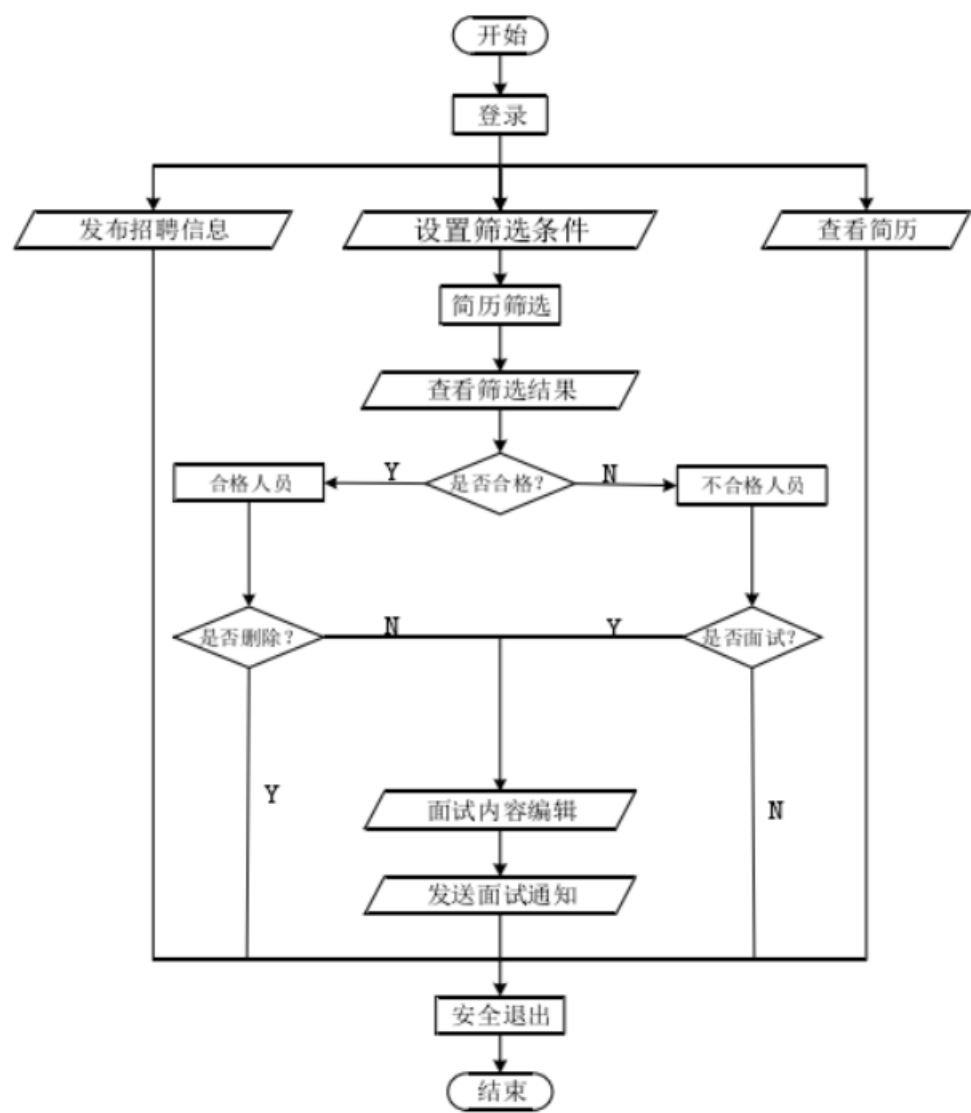 开始
登录
发布招聘信息
设置筛选条件
查看简历
简历筛选
查看筛选结果
合格人员
Y
是否合格?
N
不合格人员
是否删除?
N
Y
是否面试?
Y
面试内容编辑
N
发送面试通知
安全退出
结束